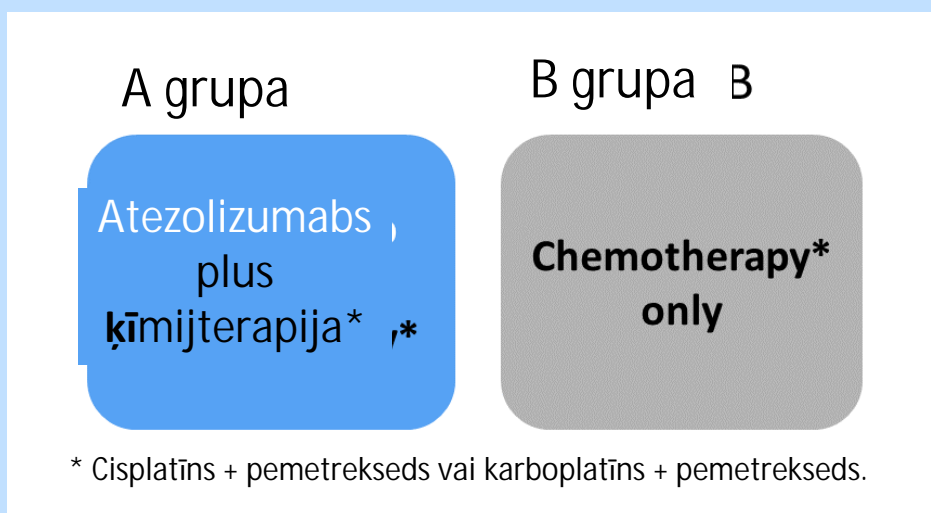 A grupa
B grupa B
Atezolizumabs
plus
ķīmijterapija* y*
Chemotherapy*
only
* Cisplatīns + pemetrekseds vai karboplatīns + pemetrekseds.